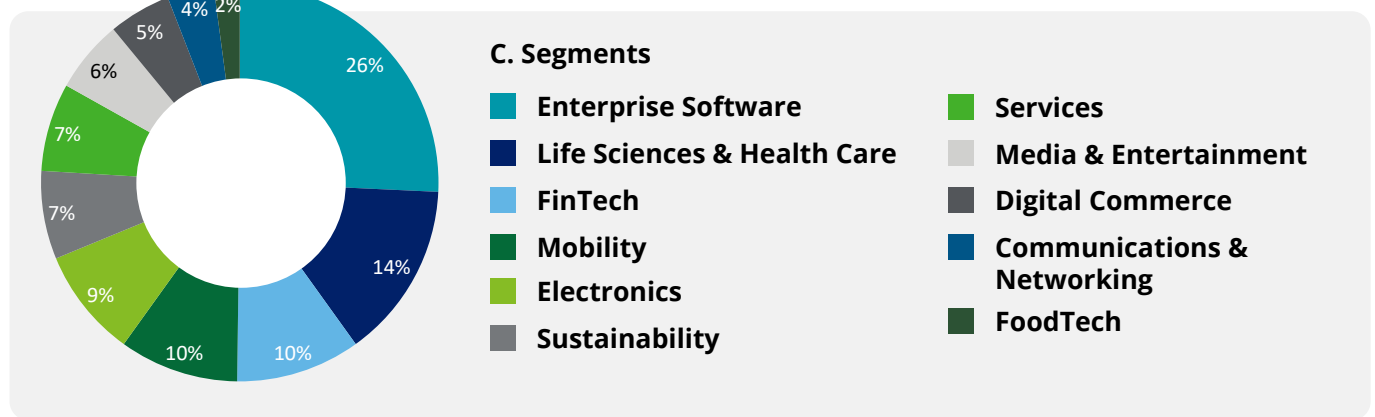 4%
2%
5%
26%
6%
7%
7%
14%
9%
10%
10%
C. Segments
Enterprise Software
Life Sciences & Health Care
FinTech
Mobility
Electronics
Sustainability
Services
Media & Entertainment
Digital Commerce
Communications &
Networking
FoodTech